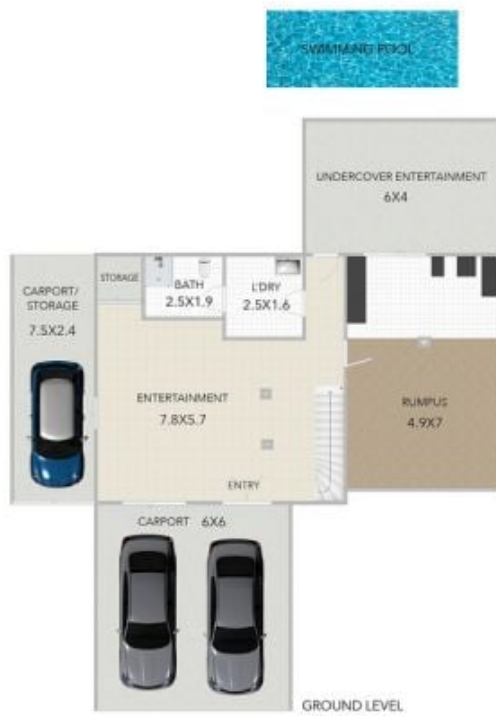 SWIMMING POOL
UNDERCOVER ENTERTAINMENT
6X4
STORAGE
BATH
2.5X1.9
L'DRY
2.5X1.6
CARPORT/
STORAGE
7.5X2.4
ENTERTAINMENT
7.8X5.7
RUMPUS
4.9X7
ENTRY
CARPORT 6X6
GROUND LEVEL